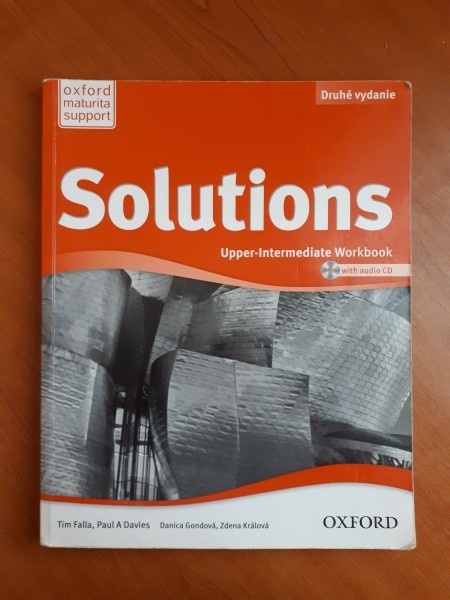 oxford
maturita
support
Druhé vydanie
Solutions
Upper-Intermediate Workbook
with audio CD
Tim Falla, Paul A Davies Danica Gondová, Zdena Králová
OXFORD